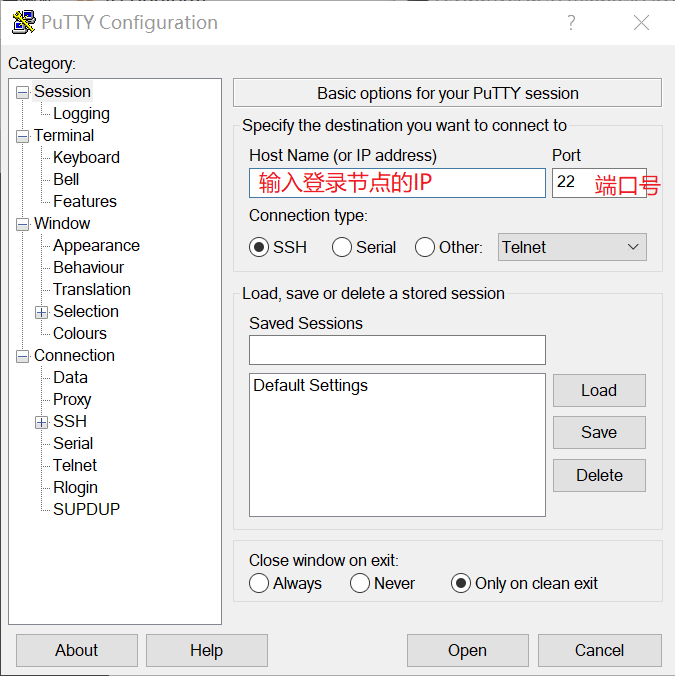 PuTTY Configuration
?
Category:
Session
Logging
Terminal
Keyboard
Bell
Features
Window
Appearance
Behaviour
Translation
Selection
Colours
Connection
Data
Proxy
SSH
Serial
Telnet
Rlogin
SUPDUP
Basic options for your PuTTY session
Specify the destination you want to connect to
Host Name (or IP address) Port
输入登录节点的IP 22 端口号
Connection type:
SSH Serial Other: Telnet
Load, save or delete a stored session
Saved Sessions
Default Settings
Load
Save
Delete
Close window on exit:
Always Never Only on clean exit
About Help Open Cancel